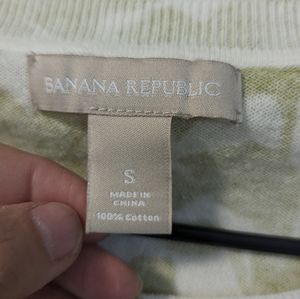 BANANA REPUBLIC
S
MADE IN
CHINA
100% Cotton